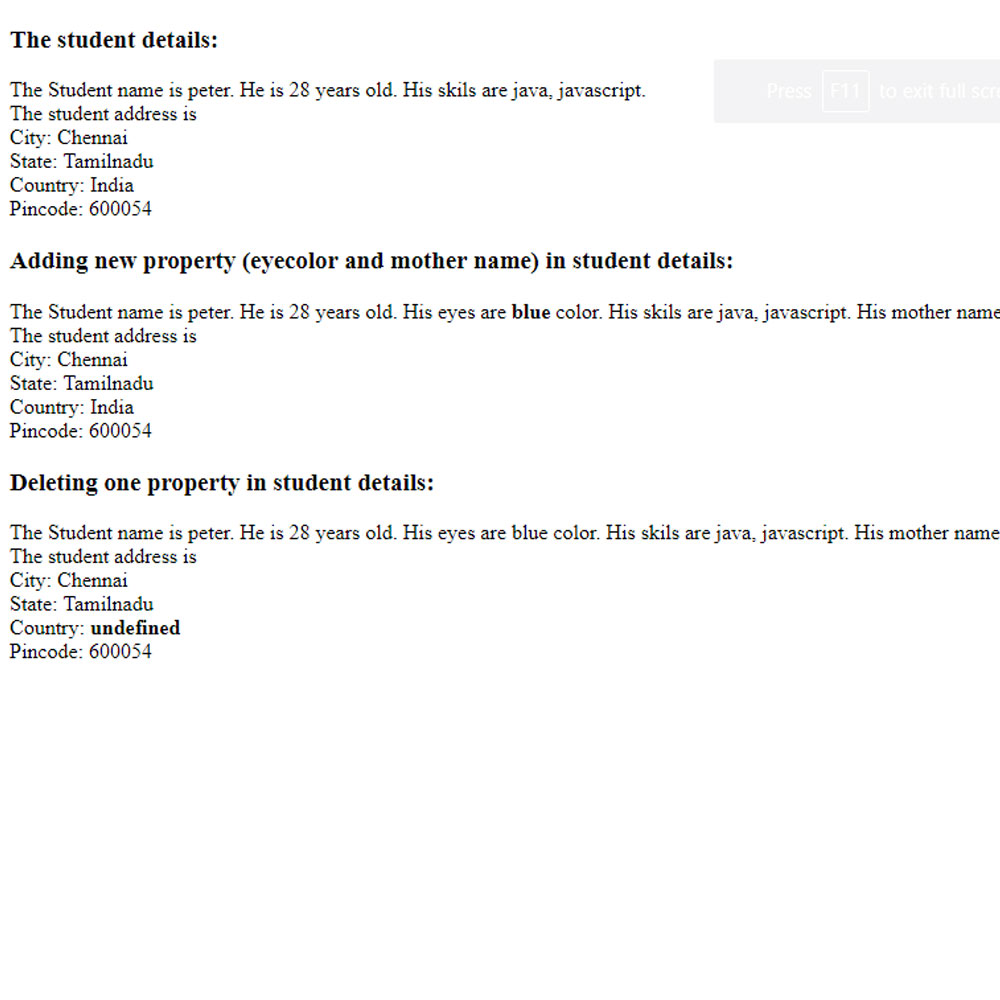 The student details:
The Student name is peter. He is 28 years old. His skils are java, javascript.
Press F11 to exit full
The student address is
City: Chennai
State: Tamilnadu
Country: India
Pincode: 600054
Adding new property (eyecolor and mother name) in student details:
The Student name is peter. He is 28 years old. His eyes are blue color. His skils are java, javascript. His mother name
The student address is
City: Chennai
State: Tamilnadu
Country: India
Pincode: 600054
Deleting one property in student details:
The Student name is peter. He is 28 years old. His eyes are blue color. His skils are java, javascript. His mother name
The student address is
City: Chennai
State: Tamilnadu
Country: undefined
Pincode: 600054